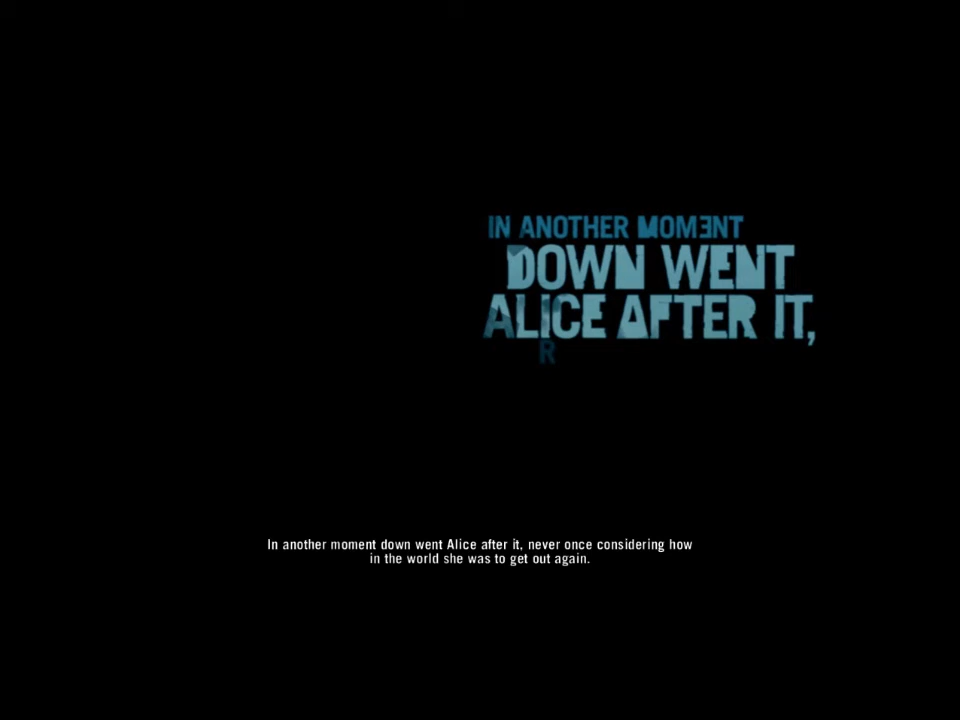 IN ANOTHER MOMENT
DOWN WENT
ALICE AFTER IT,
R
In another moment down went Alice after it, never once considering how
in the world she was to get out again.